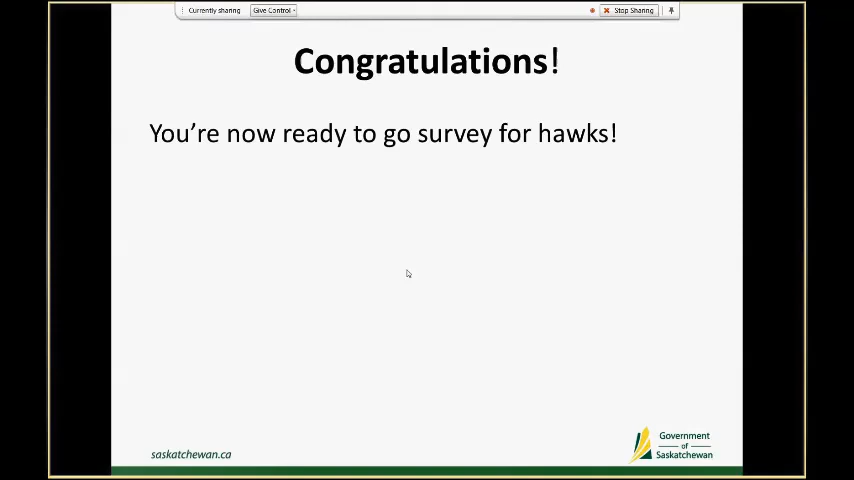 Currently sharing Give Control Stop Sharing
Congratulations!
You’re now ready to go survey for hawks!
Government
of
saskatchewan.ca Saskatchewan